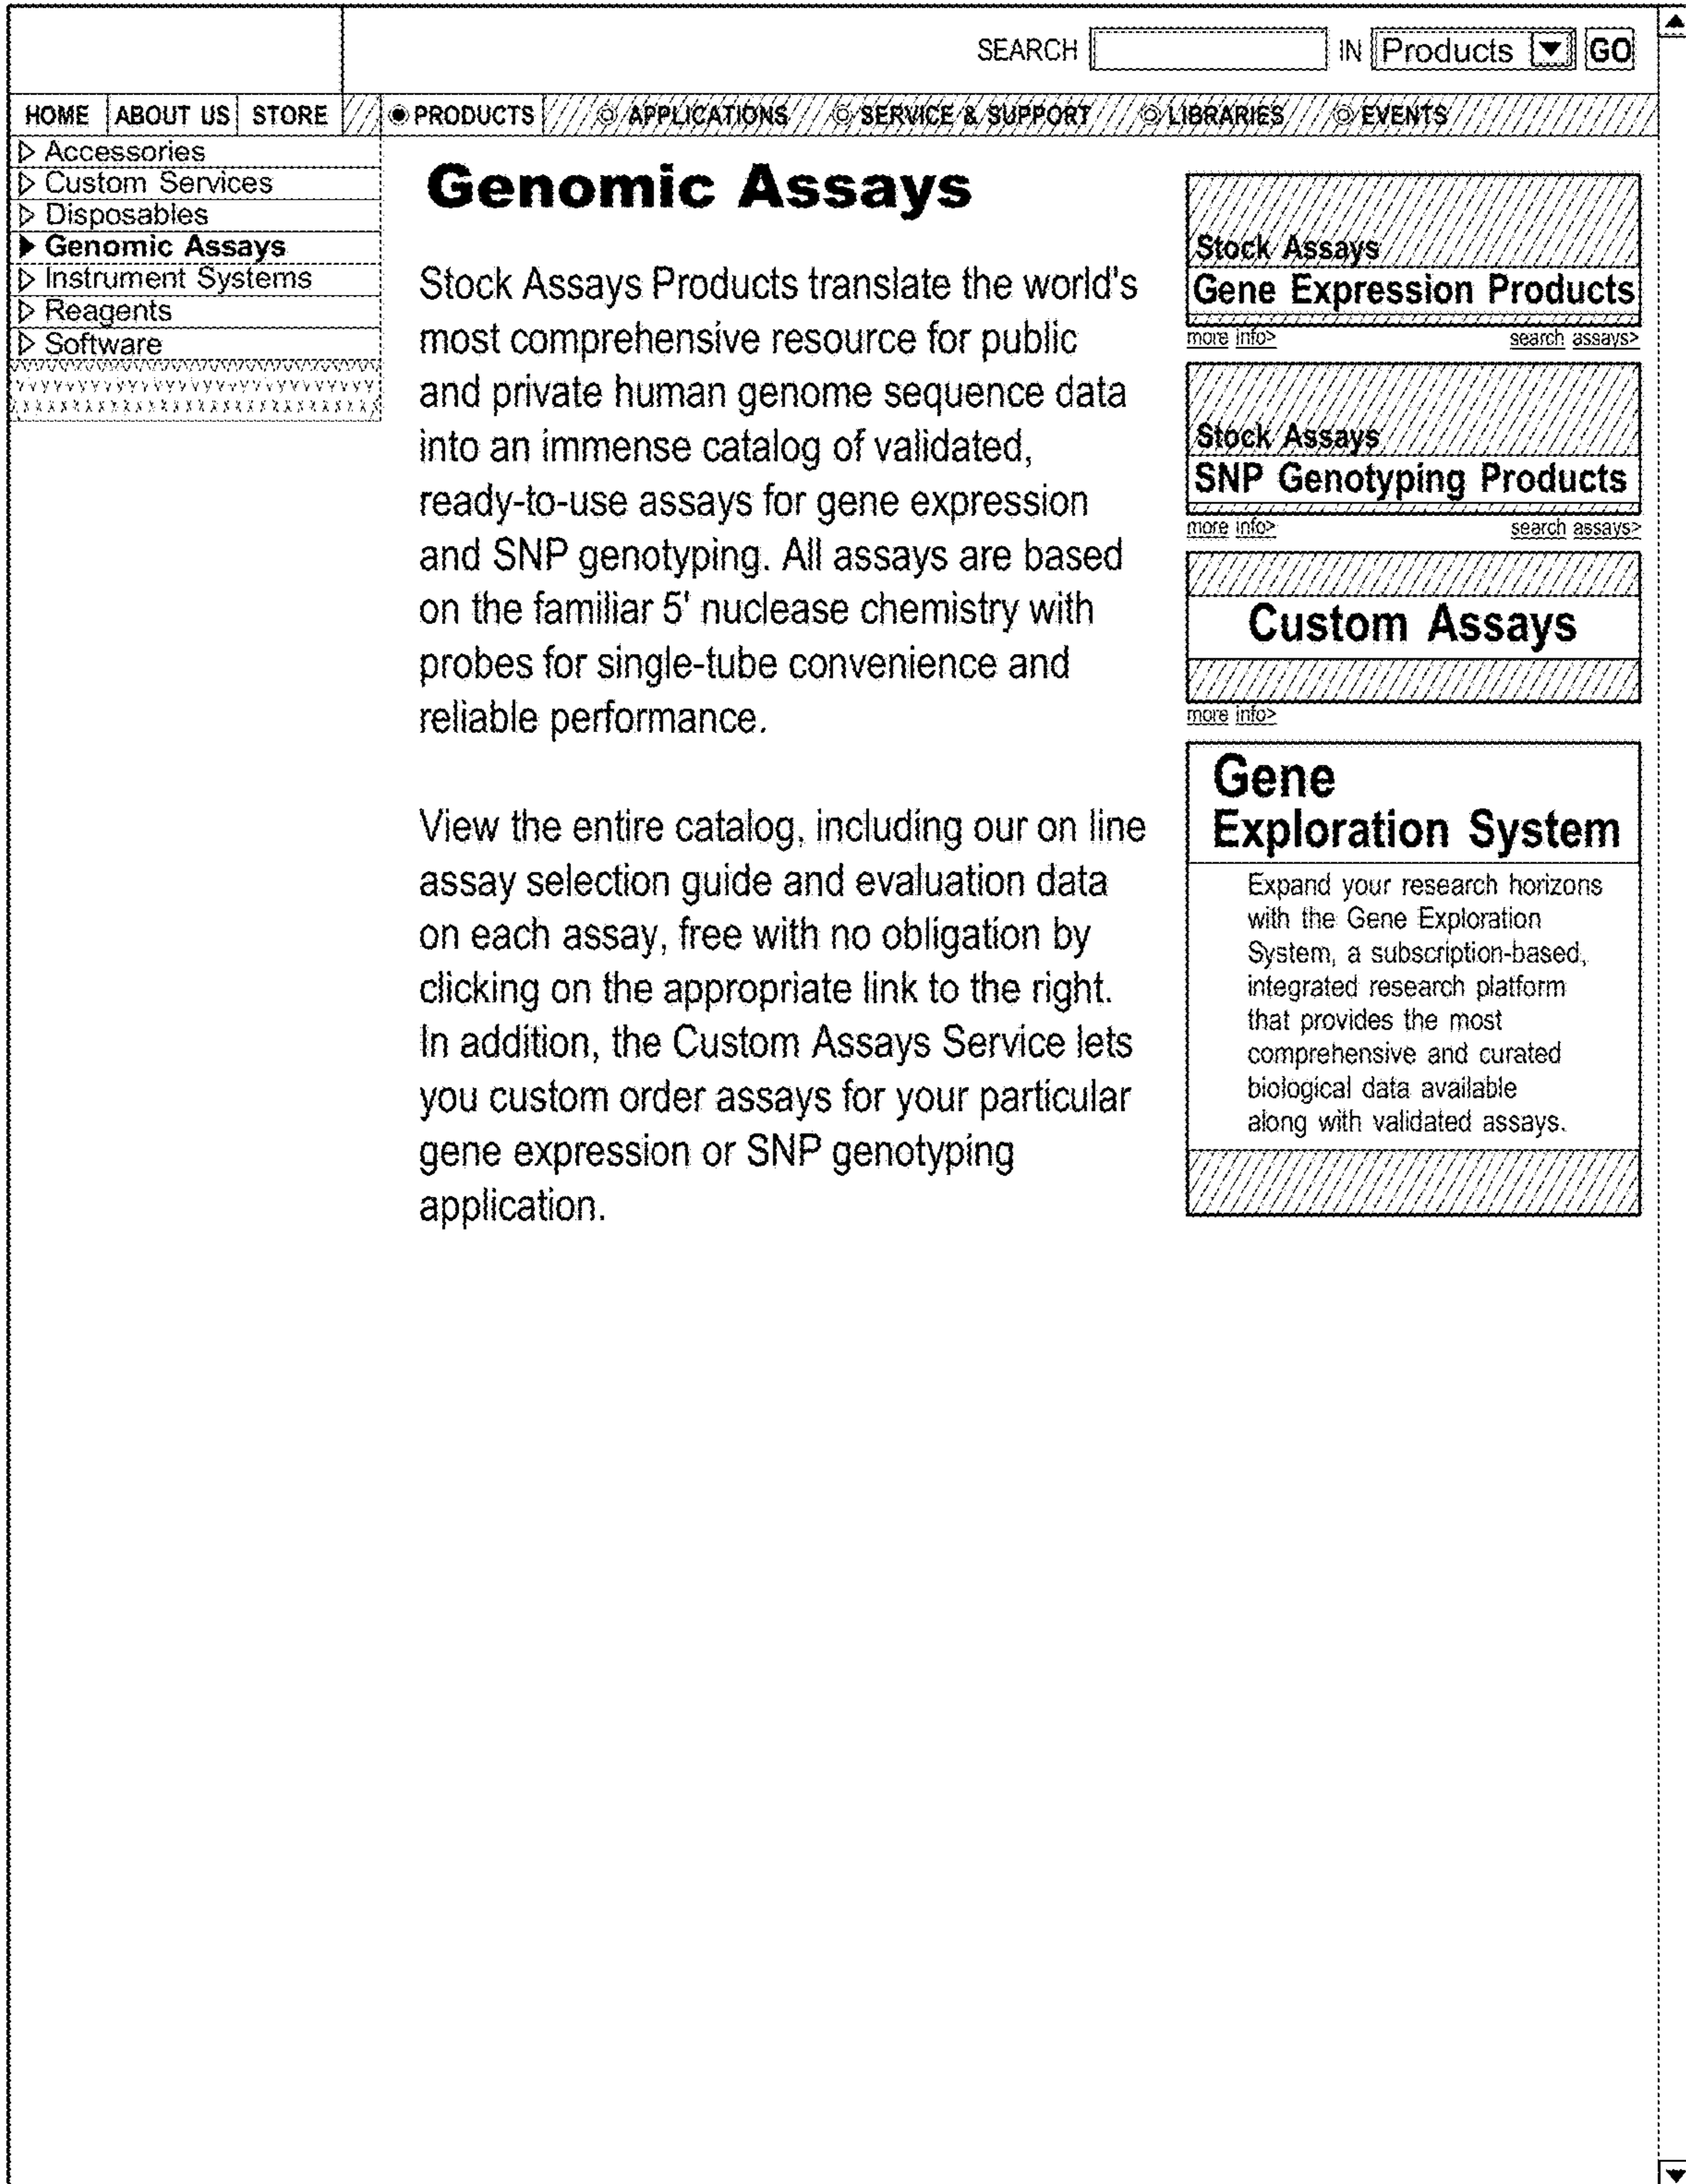 SEARCH IN Products GO
HOME ABOUT US STORE PRODUCTS APPLICATIONS SERVICE & SUPPORT LIBRARIES EVENTS
Accessories
Custom Services
Disposables
Genomic Assays
Instrument Systems
Reagents
Software
Genomic Assays
Stock Assays Products translate the world's
most comprehensive resource for public
and private human genome sequence data
into an immense catalog of validated,
ready-to-use assays for gene expression
and SNP genotyping. All assays are based
on the familiar 5' nuclease chemistry with
probes for single-tube convenience and
reliable performance.
View the entire catalog, including our on line
assay selection guide and evaluation data
on each assay, free with no obligation by
clicking on the appropriate link to the right.
In addition, the Custom Assays Service lets
you custom order assays for your particular
gene expression or SNP genotyping
application.
Stock Assays
Gene Expression Products
more info> search assays>
Stock Assays
SNP Genotyping Products
more info> search assays>
Custom Assays
more info>
Gene
Exploration System
Expand your research horizons
with the Gene Exploration
System, a subscription-based,
integrated research platform
that provides the most
comprehensive and curated
biological data available
along with validated assays.